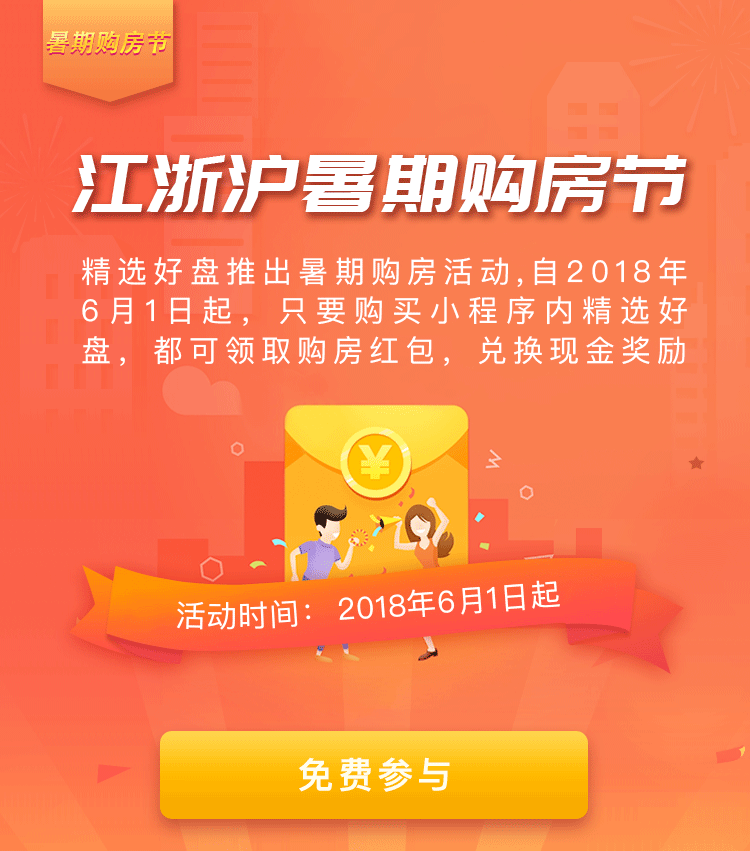 暑期购房节
江浙沪暑期购房节
精选好盘推出暑期购房活动,自2018年
6月1日起，只要购买小程序内精选好
盘，都可领取购房红包，兑换现金奖励
¥
活动时间：2018年6月1日起
免费参与